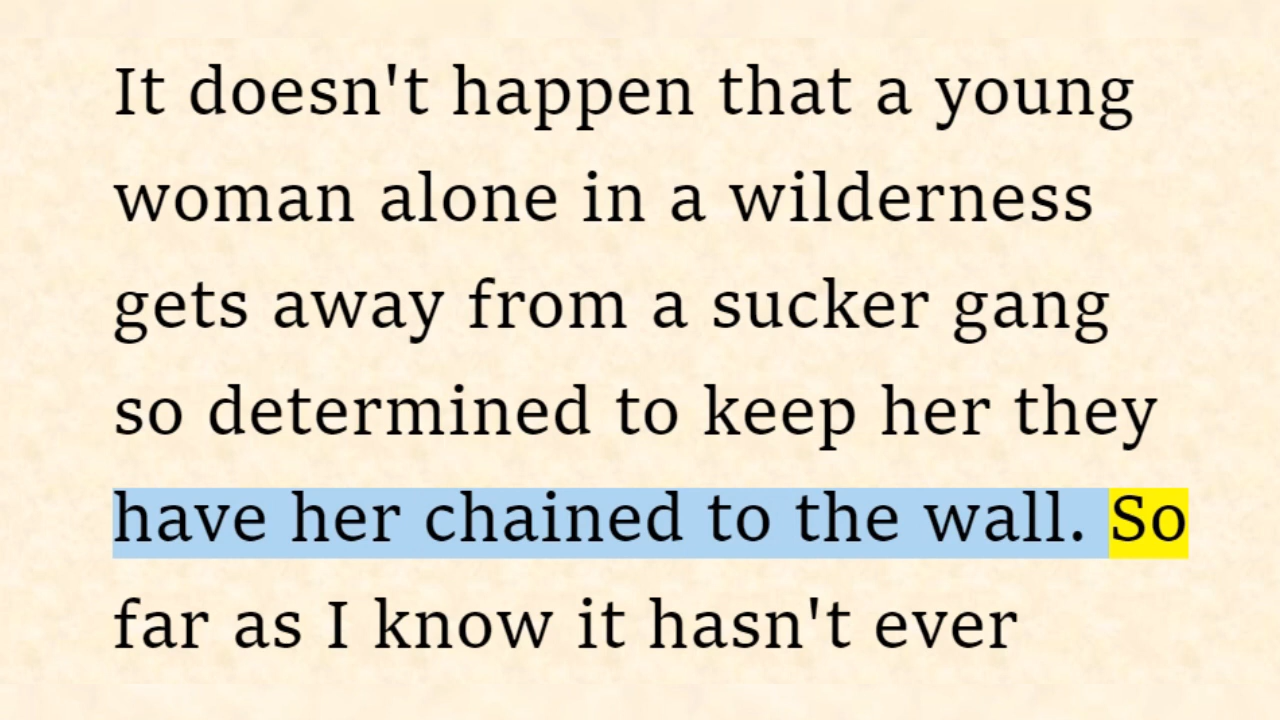 It doesn't happen that a young
woman alone in a wilderness
gets away from a sucker gang
so determined to keep her they
have her chained to the wall. So
far as I know it hasn't ever